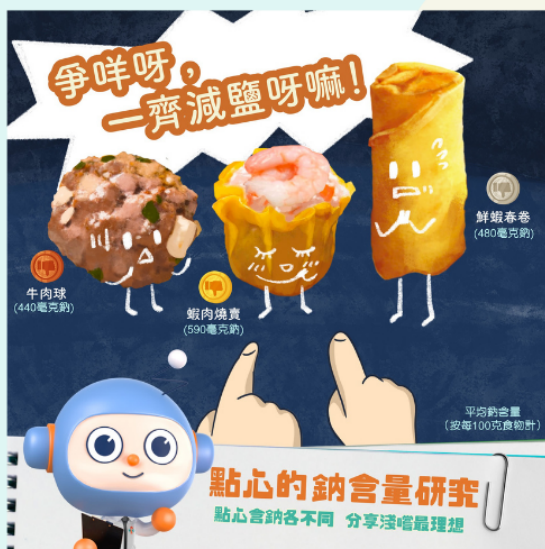 爭咩呀，
一齊減鹽呀嘛！
鮮蝦春卷
(480毫克鈉)
牛肉球
(440毫克鈉)
蝦肉燒賣
(590毫克鈉)
平均鈉含量
(按每100克食物計)
點心的鈉含量研究
點心含鈉各不同 分享淺嚐最理想